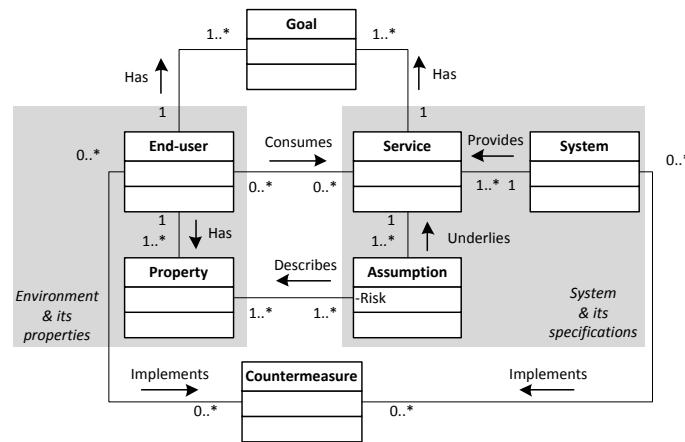 Goal
1..*
1..*
Has
Has
1
1
0..*
End-user
Consumes
Service
Provides
System
0..*
0..*
0..*
1..*
1
1
Has
1..*
1
1..*
Underlies
Property
Describes
Assumption
-Risk
Environment
& its
properties
1..*
1..*
System
& its
specifications
Implements
Countermeasure
Implements
0..*
0..*